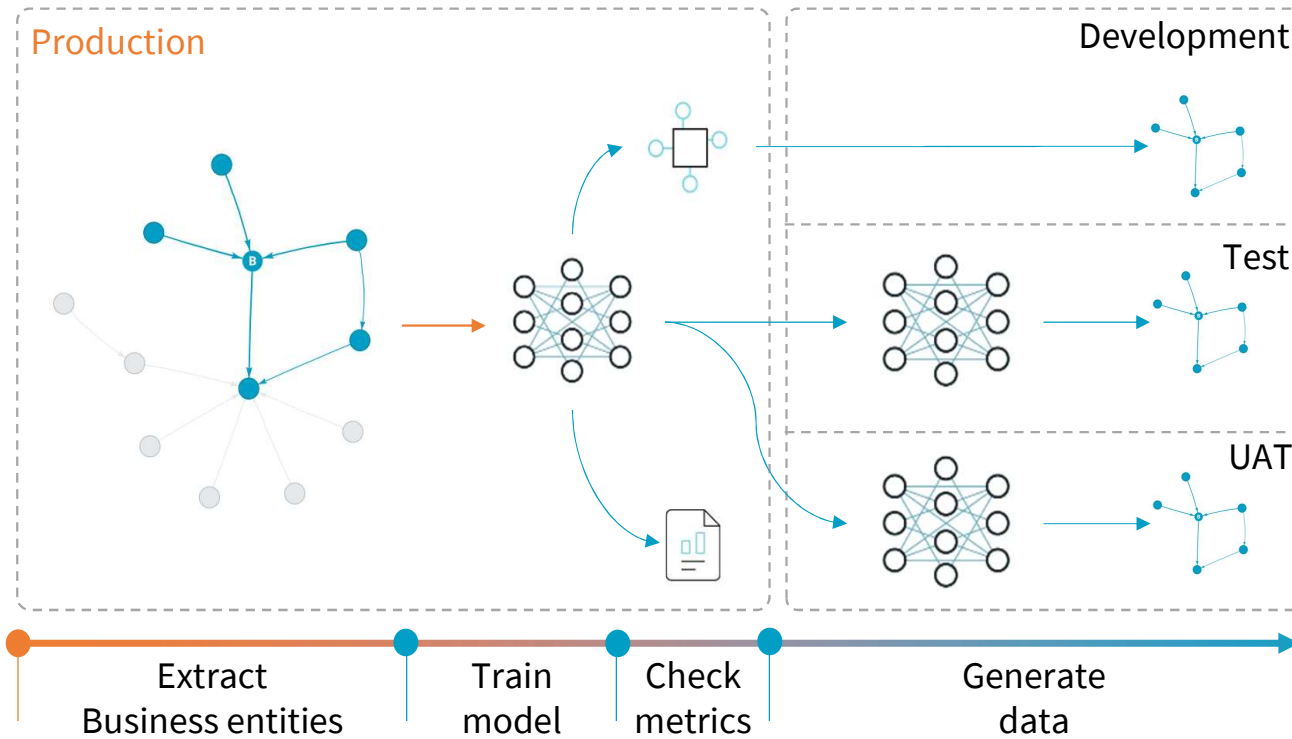 Production
Development
B
Test
UAT
Extract
Business entities
Train
model
Check
metrics
Generate
data